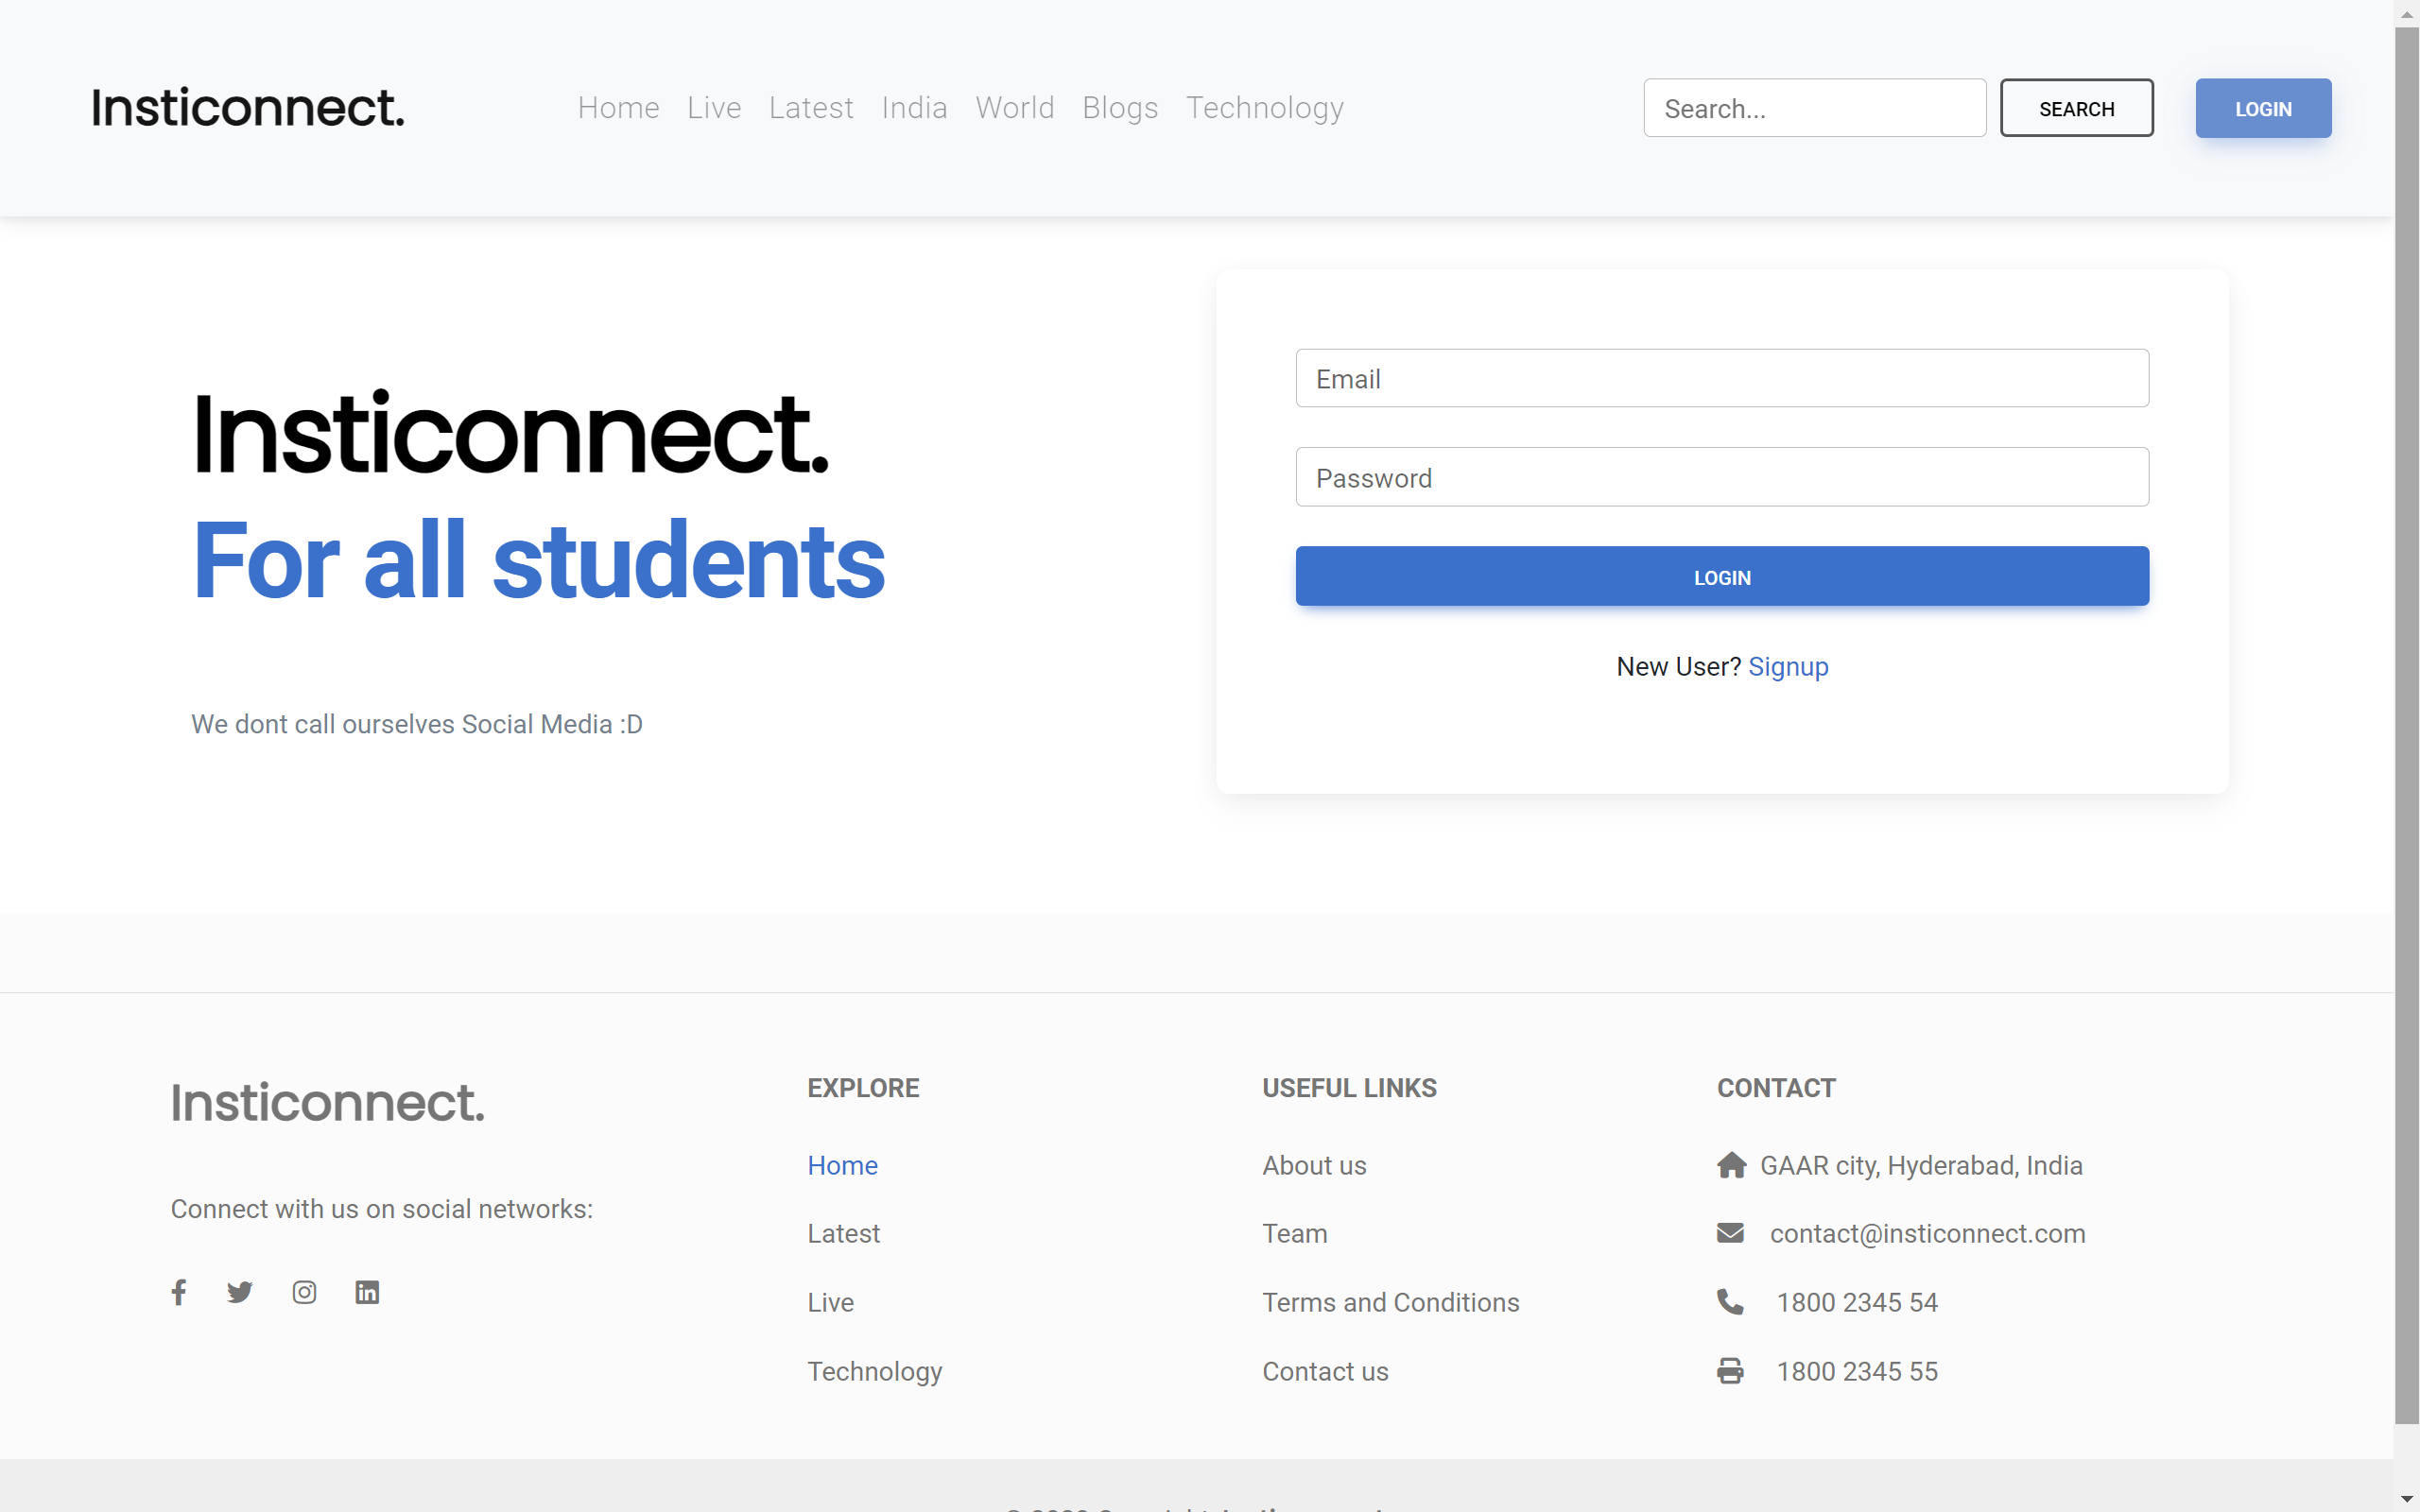 Insticonnect.
Home Live Latest India World Blogs Technology
Search...
SEARCH
LOGIN
Insticonnect.
For all students
We dont call ourselves Social Media :D
Email
Password
LOGIN
New User? Signup
Insticonnect.
Connect with us on social networks:
EXPLORE
Home
Latest
Live
Technology
USEFUL LINKS
About us
Team
Terms and Conditions
Contact us
CONTACT
GAAR city, Hyderabad, India
contact@insticonnect.com
1800 2345 54
1800 2345 55